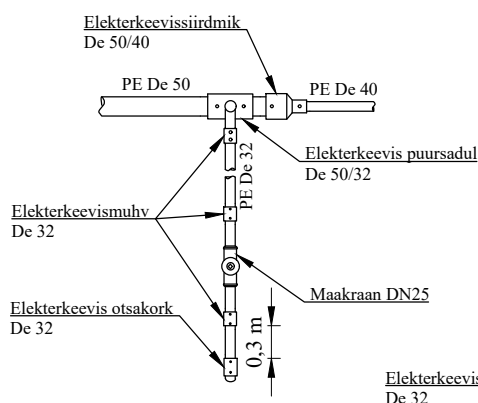 Elekterkeevissiirdmik
De 50/40
PE De 50
PE De 40
Elekterkeevis puursadul
De 50/32
PE De 32
Elekterkeevismuhv
De 32
Maakraan DN25
Elekterkeevis otsakork
De 32
0,3 m
Elekterkeevis
De 32